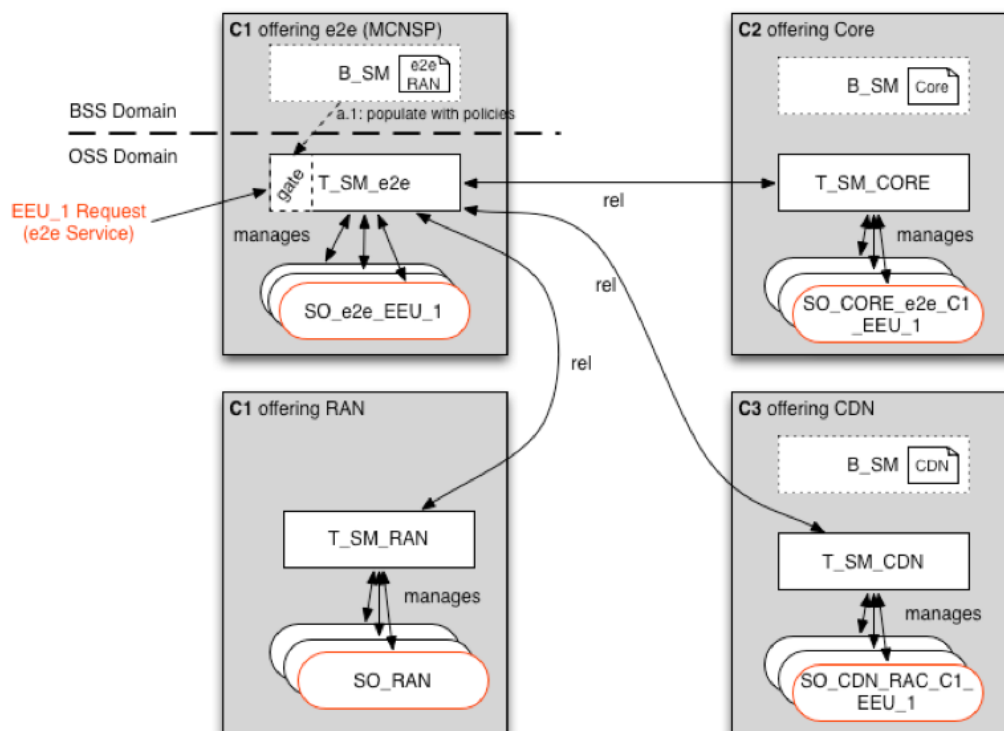 C1 offering e2e (MCNSP)
B_SM
e2e
RAN
BSS Domain
a.1: populate with policies
OSS Domain
gate
T_SM_e2e
EEU_1 Request
(e2e Service)
manages
SO_e2e_EEU_1
C2 offering Core
B_SM
Core
T_SM_CORE
rel
manages
SO_CORE_e2e_C1
_EEU_1
rel
rel
C1 offering RAN
T_SM_RAN
manages
SO_RAN
C3 offering CDN
B_SM
CDN
T_SM_CDN
manages
SO_CDN_RAC_C1_
EEU_1